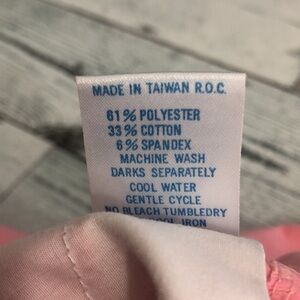 MADE IN TAIWAN R.O.C.
61% POLYESTER
33% COTTON
6% SPANDEX
MACHINE WASH
DARKS SEPARATELY
COOL WATER
GENTLE CYCLE
NO BLEACH TUMBLEDRY
COOL IRON